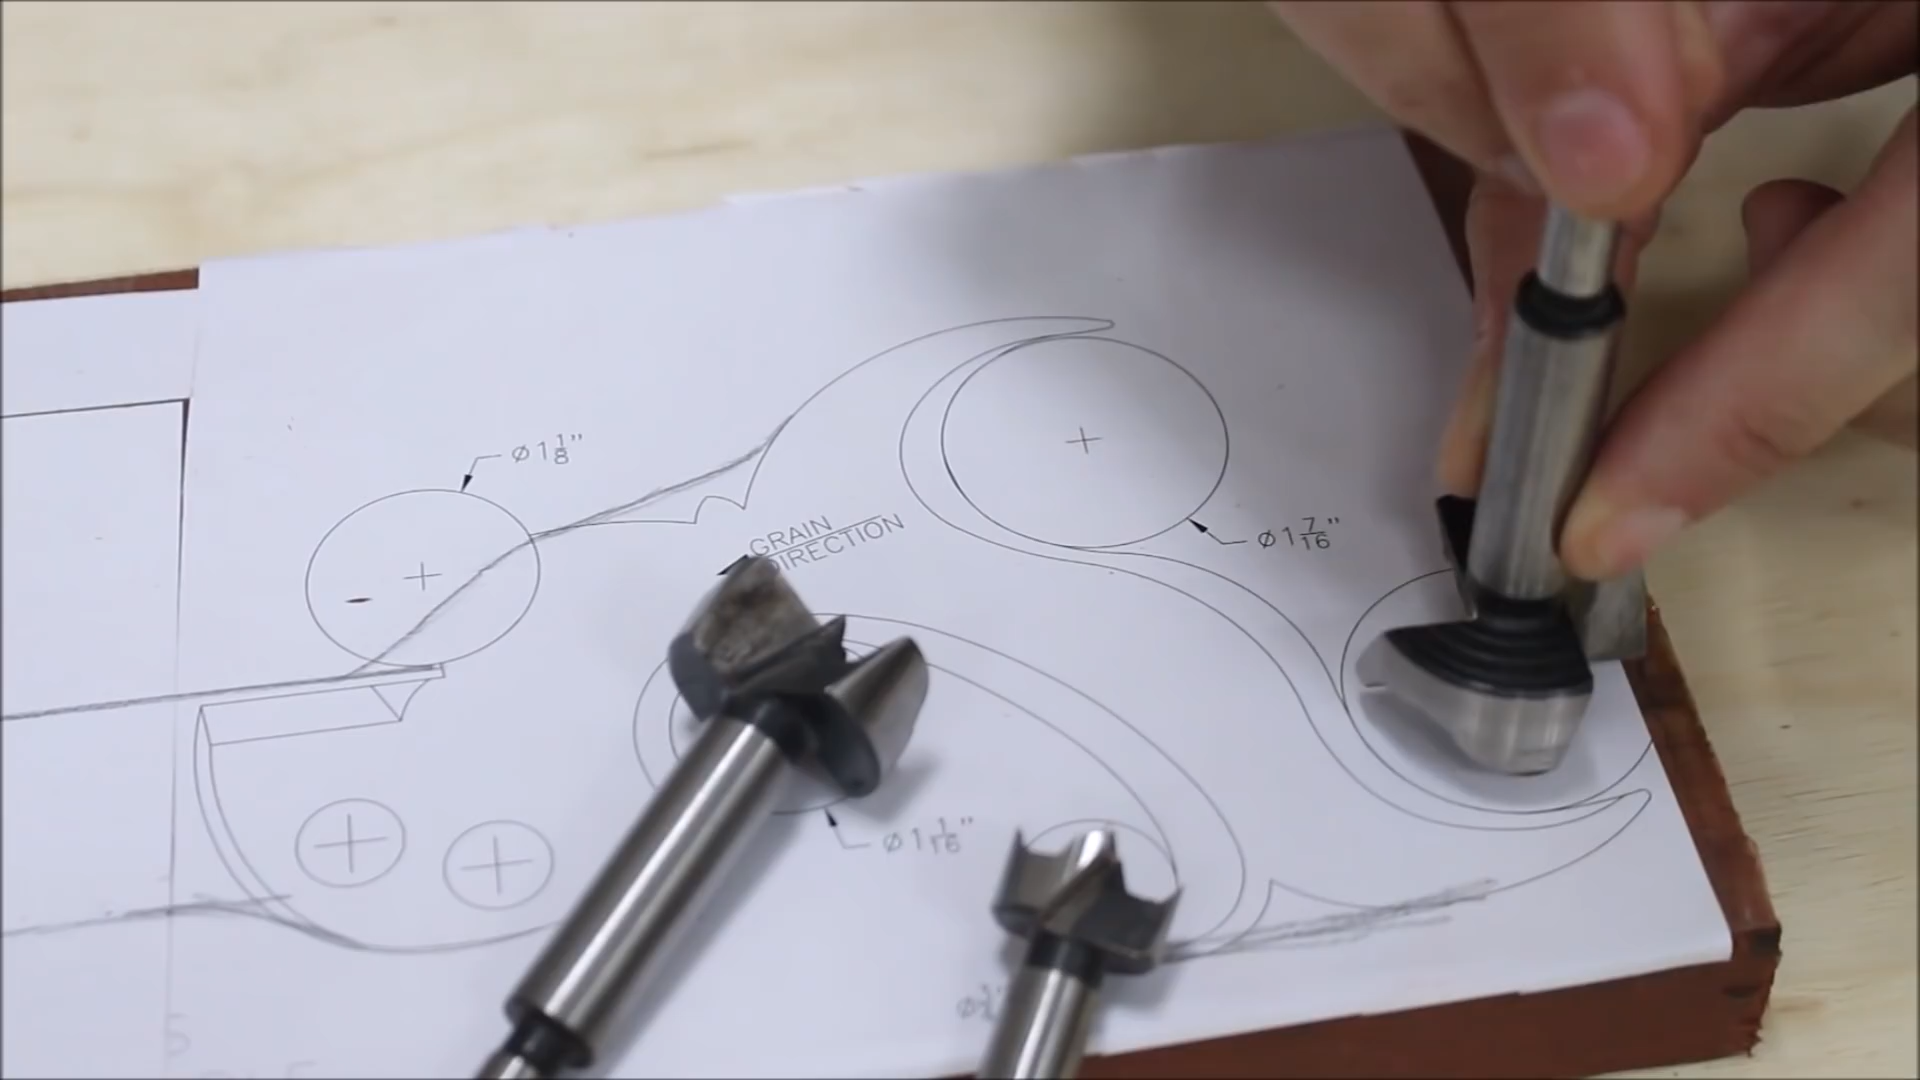 Ø1 1/8"
GRAIN
DIRECTION
Ø1 7/16"
Ø1 1/16"